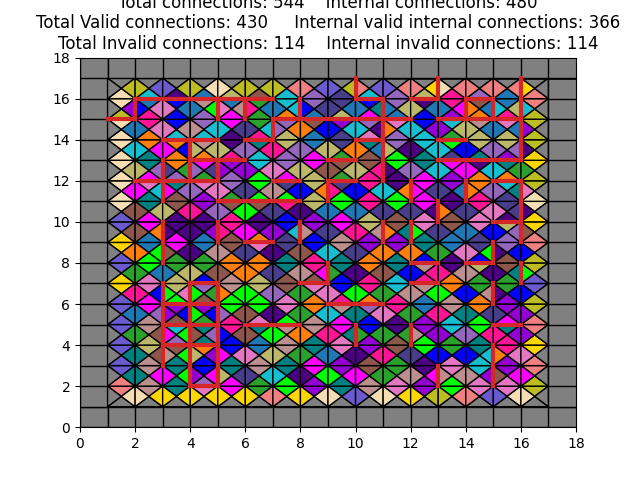 Total connections: 544    Internal connections: 480
Total Valid connections: 430    Internal valid internal connections: 366
Total Invalid connections: 114    Internal invalid connections: 114
18
16
14
12
10
8
6
4
2
0
0 2 4 6 8 10 12 14 16 18